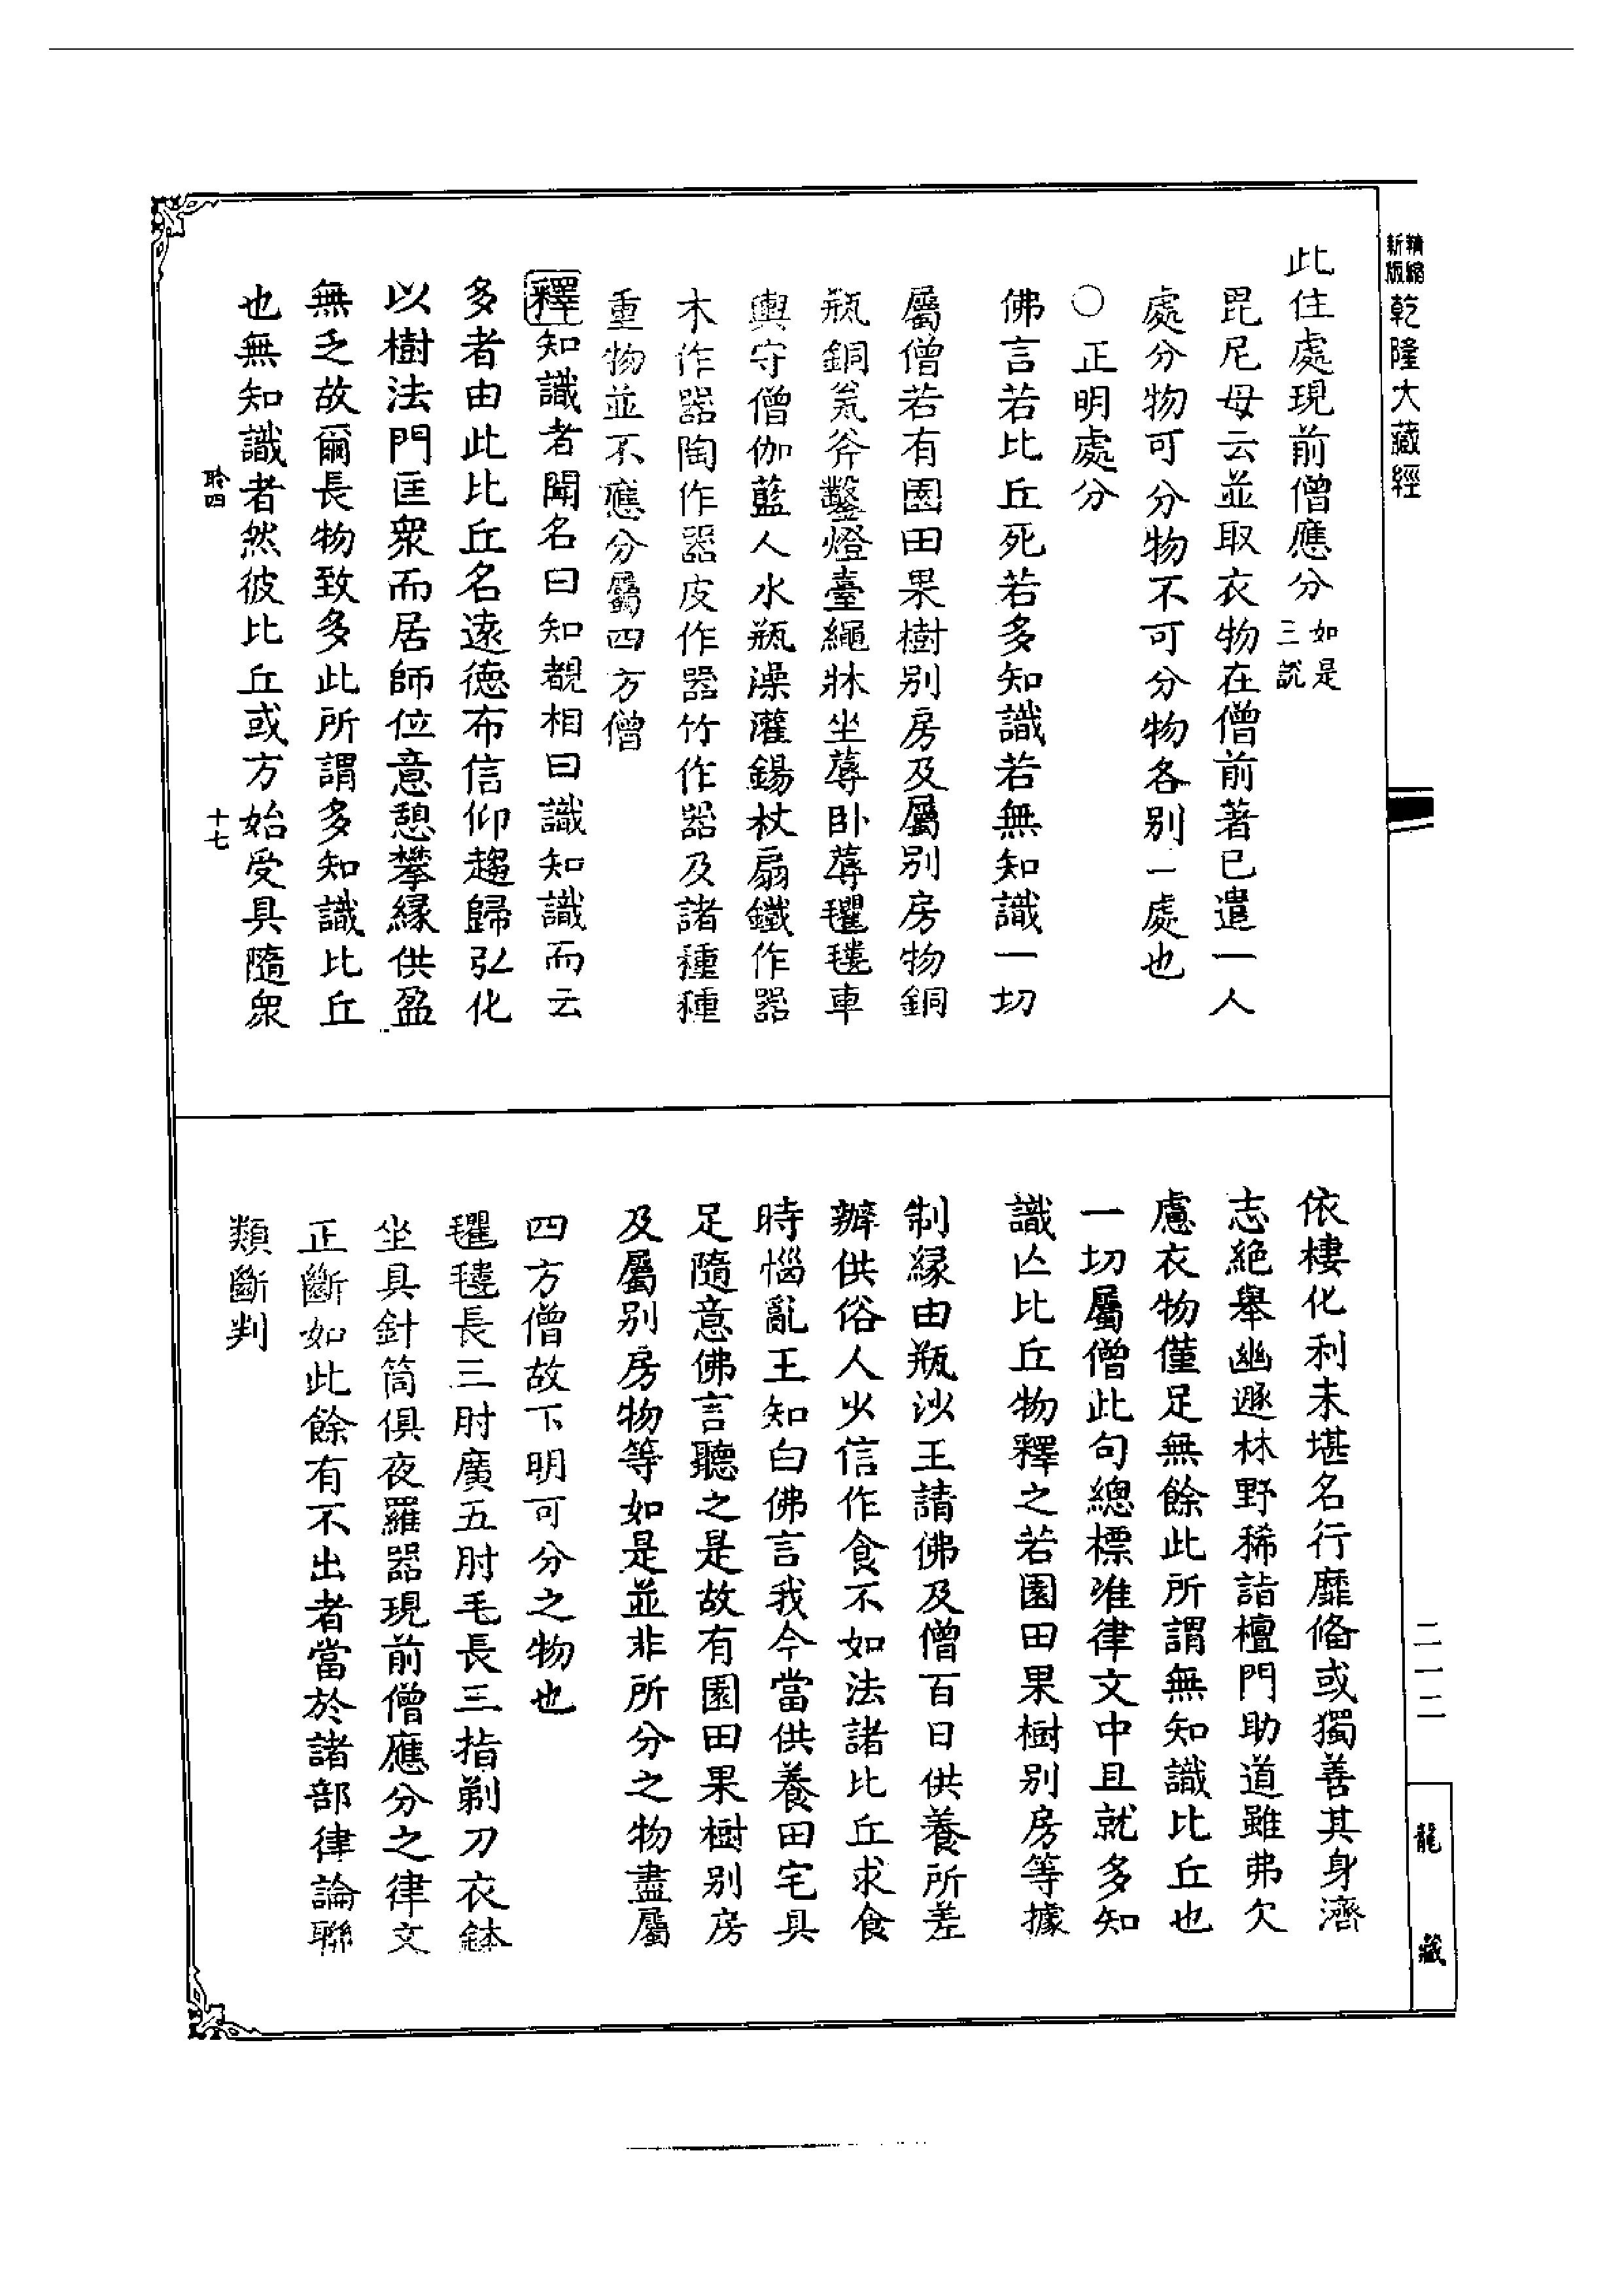 精縮新版乾隆大藏經
此住處現前僧應分如是三說
毘尼母云並取衣物在僧前著已遣一人
處分物可分物不可分物各別一處也
○正明處分
佛言若比丘死若多知識若無知識一切
屬僧若有園田果樹別房及屬別房物銅
瓶銅瓫斧鑿燈臺繩牀坐蓐臥蓐氍毹車
輿守僧伽藍人水瓶澡灌錫杖扇鐵作器
木作器陶作器皮作器竹作器及諸種種
重物並不應分屬四方僧
釋知識者聞名曰知覩相曰識知識而云
多者由此比丘名遠德布信仰趨歸弘化
以樹法門匡衆而居師位意憩攀緣供盈
無乏故爾長物致多此所謂多知識比丘
也無知識者然彼比丘或方始受具隨衆
聆四
十七
依棲化利未堪名行靡俻或獨善其身濟
志絕舉幽遯林野稀詣檀門助道雖弗欠
慮衣物僅足無餘此所謂無知識比丘也
一切屬僧此句總標准律文中且就多知
識亾比丘物釋之若園田果樹別房等據
制緣由瓶沙王請佛及僧百日供養所差
辦供俗人少信作食不如法諸比丘求食
時惱亂王知白佛言我今當供養田宅具
足隨意佛言聽之是故有園田果樹別房
及屬別房物等如是並非所分之物盡屬
四方僧故下明可分之物也
氍毹長三肘廣五肘毛長三指剃刀衣鉢
坐具針筒俱夜羅器現前僧應分之律文
正斷如此餘有不出者當於諸部律論聯
類斷判
二一二
龍藏